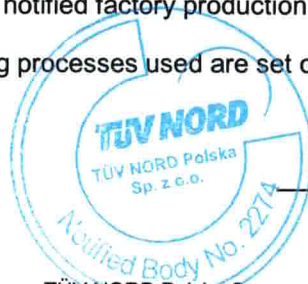 notified factory production
g processes used are set o
TÜV NORD
TÜV NORD Polska
Sp. z o.o.
Notified Body No. 2274